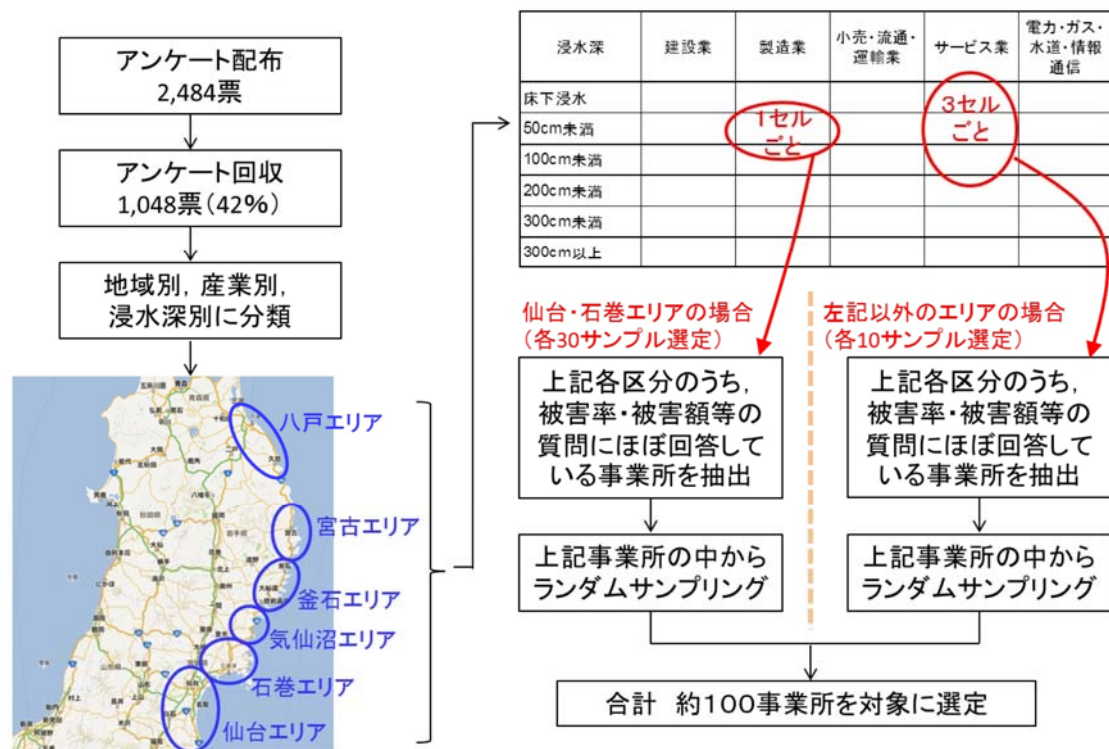 アンケート配布
2,484票
アンケート回収
1,048票(42%)
地域別，産業別，
浸水深別に分類
八戸エリア
宮古エリア
釜石エリア
気仙沼エリア
石巻エリア
仙台エリア
浸水深
建設業
製造業
小売・流通・
運輸業
サービス業
電力・ガス・
水道・情報
通信
床下浸水
50cm未満
100cm未満
200cm未満
300cm未満
300cm以上
1セル
ごと
3セル
ごと
仙台・石巻エリアの場合
（各30サンプル選定）
左記以外のエリアの場合
（各10サンプル選定）
上記各区分のうち，
被害率・被害額等の
質問にほぼ回答して
いる事業所を抽出
上記各区分のうち，
被害率・被害額等の
質問にほぼ回答して
いる事業所を抽出
上記事業所の中から
ランダムサンプリング
上記事業所の中から
ランダムサンプリング
合計　約100事業所を対象に選定